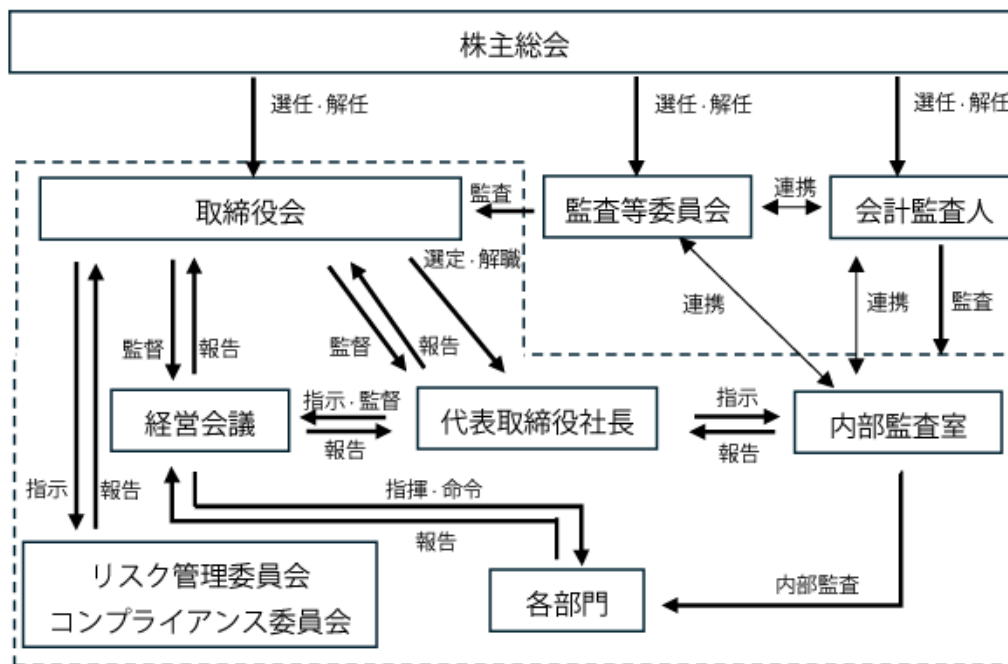 株主総会
選任・解任
選任・解任
選任・解任
取締役会
監査
監査等委員会
連携
会計監査人
選定・解職
連携
連携
監査
監督
報告
監督
報告
経営会議
指示・監督
報告
代表取締役社長
指示
報告
内部監査室
指示
報告
指揮・命令
報告
リスク管理委員会
コンプライアンス委員会
各部門
内部監査